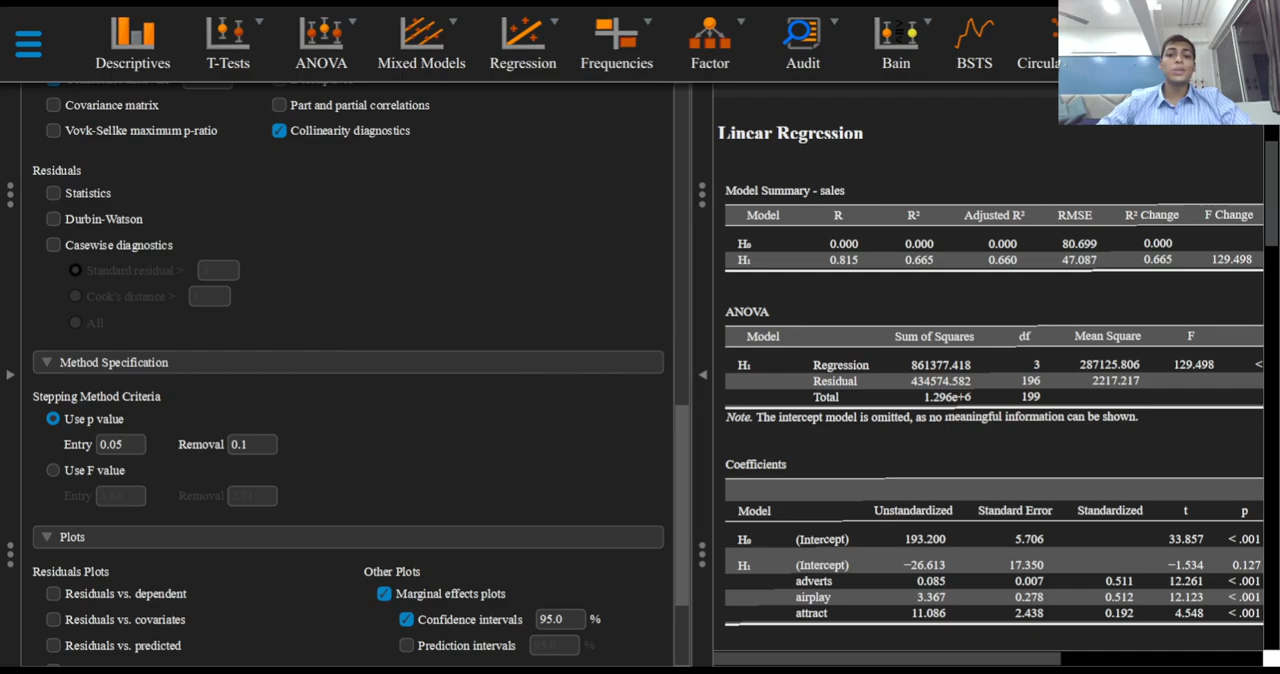 Descriptives T-Tests ANOVA Mixed Models Regression Frequencies Factor Audit Bain BSTS Circula
Covariance matrix Part and partial correlations
Vovk-Sellke maximum p-ratio Collinearity diagnostics
Residuals
Statistics
Durbin-Watson
Casewise diagnostics
Standard residual >
Cook's distance >
All
Method Specification
Stepping Method Criteria
Use p value
Entry 0.05 Removal 0.1
Use F value
Entry Removal
Plots
Residuals Plots Other Plots
Residuals vs. dependent Marginal effects plots
Residuals vs. covariates Confidence intervals 95.0 %
Residuals vs. predicted Prediction intervals %
Linear Regression
Model Summary - sales
Model R R² Adjusted R² RMSE R² Change F Change
H₀ 0.000 0.000 0.000 80.699 0.000
H₁ 0.815 0.665 0.660 47.087 0.665 129.498
ANOVA
Model Sum of Squares df Mean Square F
H₁ Regression 861377.418 3 287125.806 129.498 <
Residual 434574.582 196 2217.217
Total 1.296e+6 199
Note. The intercept model is omitted, as no meaningful information can be shown.
Coefficients
Model Unstandardized Standard Error Standardized t p
H₀ (Intercept) 193.200 5.706 33.857 < .001
H₁ (Intercept) −26.613 17.350 −1.534 0.127
adverts 0.085 0.007 0.511 12.261 < .001
airplay 3.367 0.278 0.512 12.123 < .001
attract 11.086 2.438 0.192 4.548 < .001